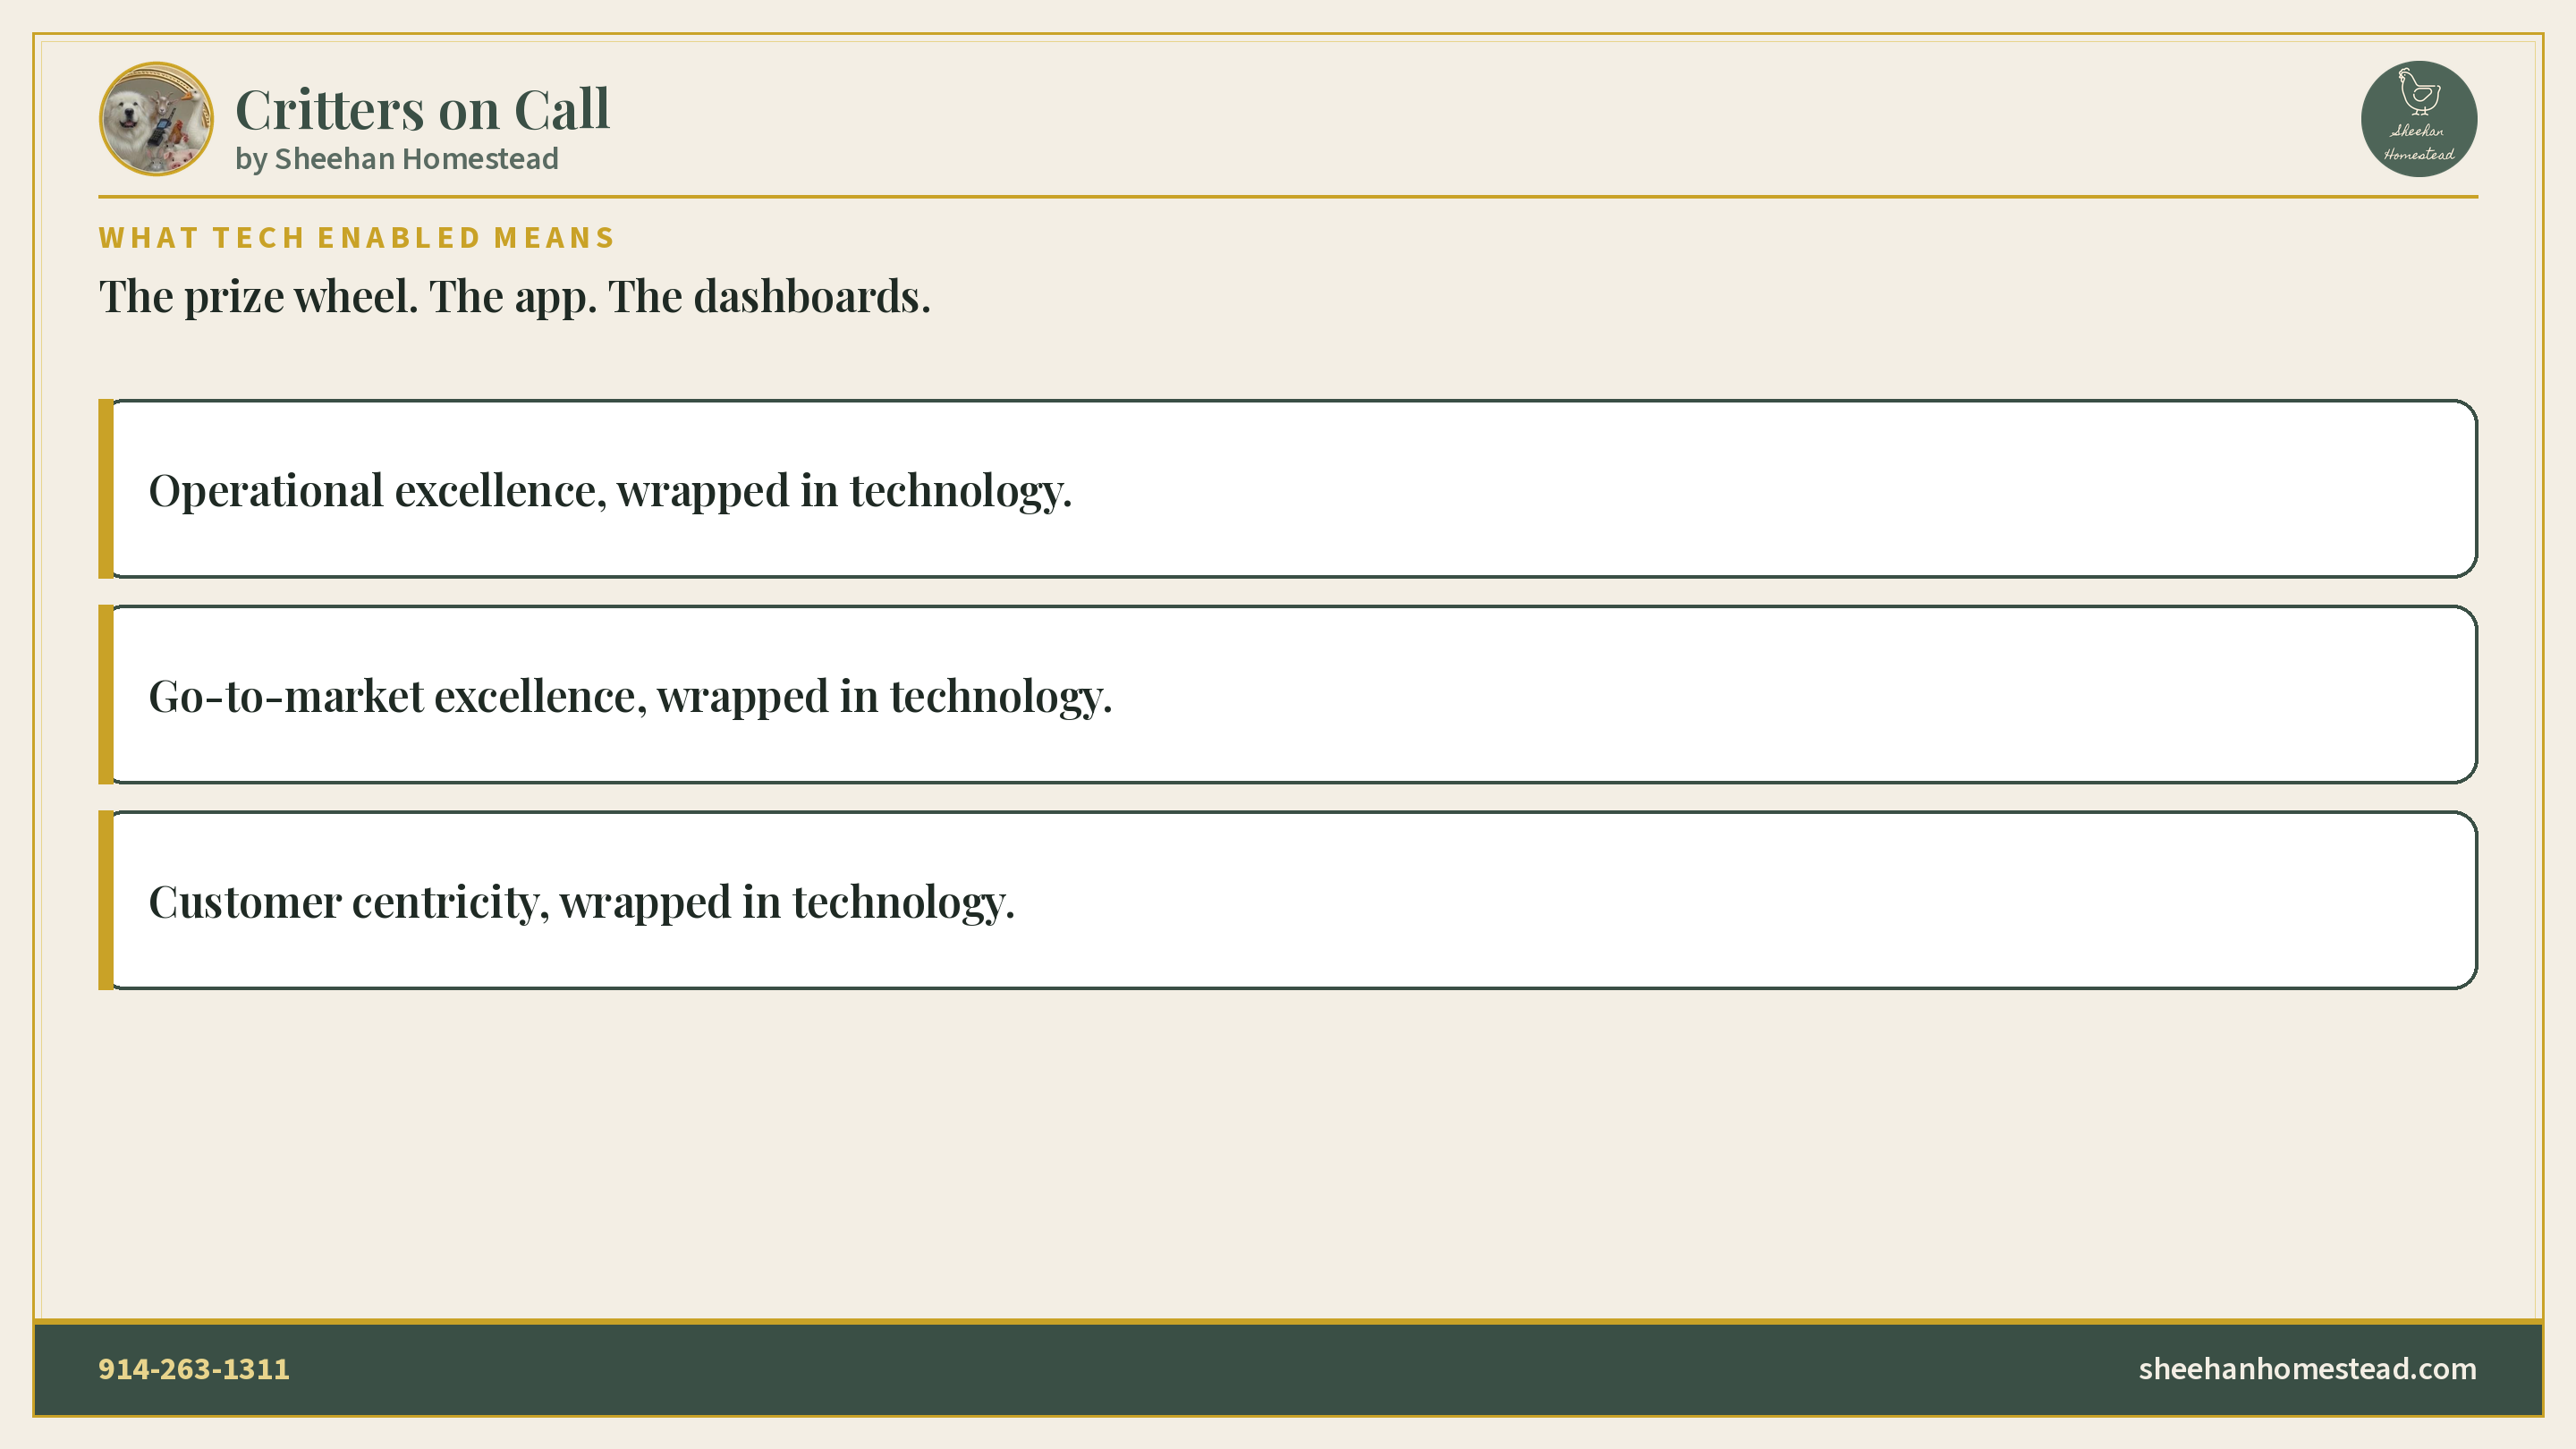 Critters on Call
by Sheehan Homestead
Sheehan
Homestead
WHAT TECH ENABLED MEANS
The prize wheel. The app. The dashboards.
Operational excellence, wrapped in technology.
Go-to-market excellence, wrapped in technology.
Customer centricity, wrapped in technology.
914-263-1311
sheehanhomestead.com